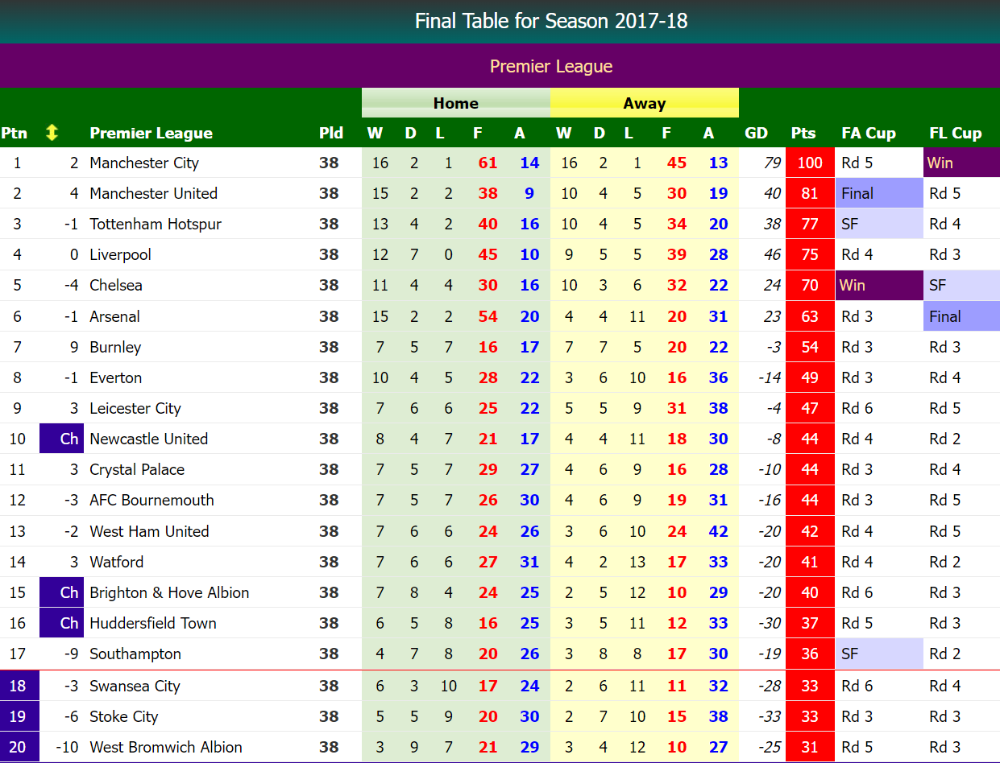 Final Table for Season 2017-18
Premier League
Home Away
Ptn Premier League Pld W D L F A W D L F A GD Pts FA Cup FL Cup
1 2 Manchester City 38 16 2 1 61 14 16 2 1 45 13 79 100 Rd 5 Win
2 4 Manchester United 38 15 2 2 38 9 10 4 5 30 19 40 81 Final Rd 5
3 -1 Tottenham Hotspur 38 13 4 2 40 16 10 4 5 34 20 38 77 SF Rd 4
4 0 Liverpool 38 12 7 0 45 10 9 5 5 39 28 46 75 Rd 4 Rd 3
5 -4 Chelsea 38 11 4 4 30 16 10 3 6 32 22 24 70 Win SF
6 -1 Arsenal 38 15 2 2 54 20 4 4 11 20 31 23 63 Rd 3 Final
7 9 Burnley 38 7 5 7 16 17 7 7 5 20 22 -3 54 Rd 3 Rd 3
8 -1 Everton 38 10 4 5 28 22 3 6 10 16 36 -14 49 Rd 3 Rd 4
9 3 Leicester City 38 7 6 6 25 22 5 5 9 31 38 -4 47 Rd 6 Rd 5
10 Ch Newcastle United 38 8 4 7 21 17 4 4 11 18 30 -8 44 Rd 4 Rd 2
11 3 Crystal Palace 38 7 5 7 29 27 4 6 9 16 28 -10 44 Rd 3 Rd 4
12 -3 AFC Bournemouth 38 7 5 7 26 30 4 6 9 19 31 -16 44 Rd 3 Rd 5
13 -2 West Ham United 38 7 6 6 24 26 3 6 10 24 42 -20 42 Rd 4 Rd 5
14 3 Watford 38 7 6 6 27 31 4 2 13 17 33 -20 41 Rd 4 Rd 2
15 Ch Brighton & Hove Albion 38 7 8 4 24 25 2 5 12 10 29 -20 40 Rd 6 Rd 3
16 Ch Huddersfield Town 38 6 5 8 16 25 3 5 11 12 33 -30 37 Rd 5 Rd 3
17 -9 Southampton 38 4 7 8 20 26 3 8 8 17 30 -19 36 SF Rd 2
18 -3 Swansea City 38 6 3 10 17 24 2 6 11 11 32 -28 33 Rd 6 Rd 4
19 -6 Stoke City 38 5 5 9 20 30 2 7 10 15 38 -33 33 Rd 3 Rd 3
20 -10 West Bromwich Albion 38 3 9 7 21 29 3 4 12 10 27 -25 31 Rd 5 Rd 3